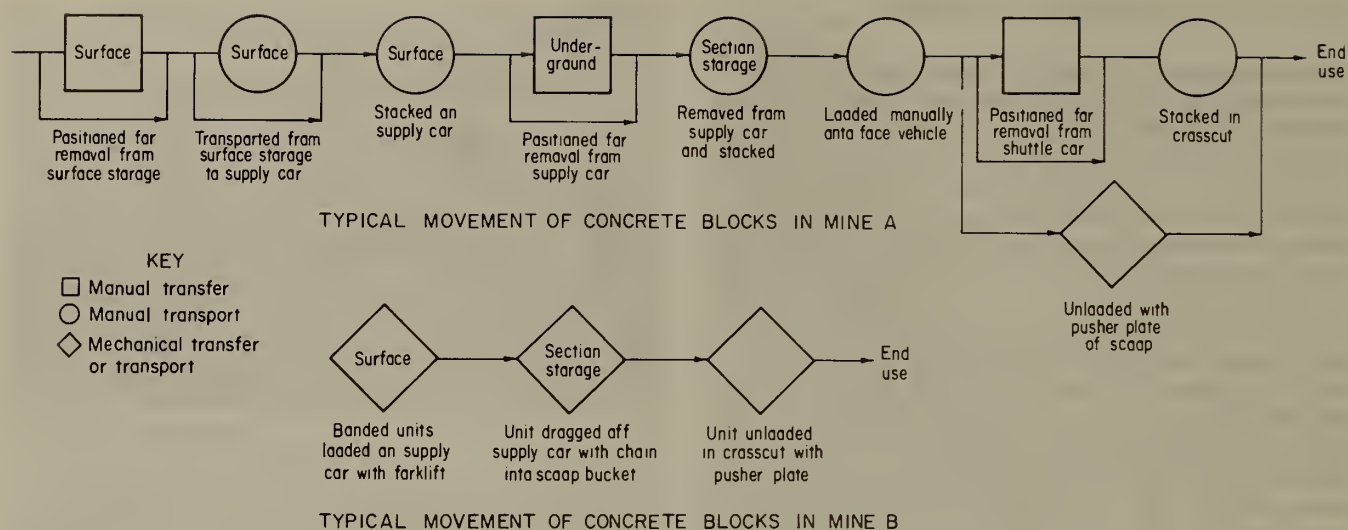 Surface
Pasitianed far
removal fram
surface starage
Surface
Transparted fram
surface starage
ta supply car
Surface
Stacked an
supply car
Under-
ground
Pasitianed far
removal fram
supply car
Sectian
starage
Removed fram
supply car
and stacked
Laaded manually
anta face vehicle
Pasitianed far
removal fram
shuttle car
Stacked in
crasscut
End
use
Unlaaded with
pusher plate
of scaap
TYPICAL MOVEMENT OF CONCRETE BLOCKS IN MINE A
KEY
Manual transfer
Manual transport
Mechanical transfer
or transport
Surface
Banded units
laaded an supply
car with farklift
Sectian
starage
Unit dragged off
supply car with chain
inta scaap bucket
Unit unlaaded
in crasscut with
pusher plate
End
use
TYPICAL MOVEMENT OF CONCRETE BLOCKS IN MINE B